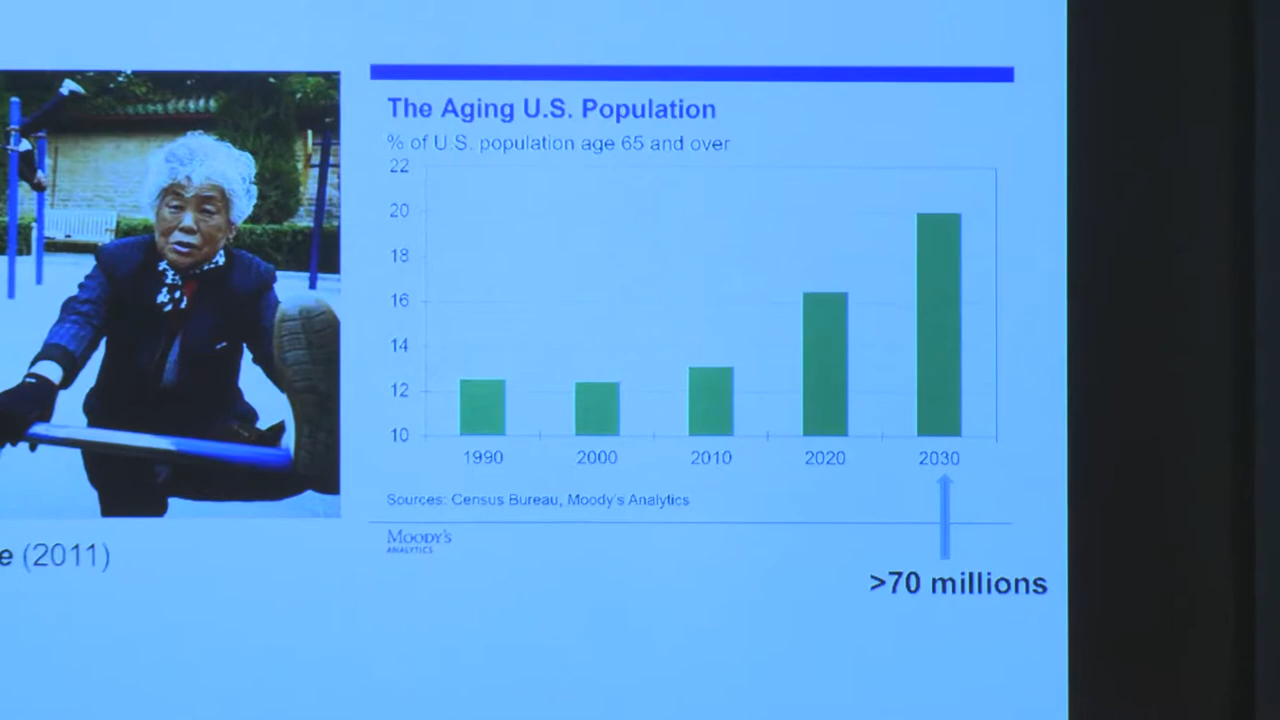 The Aging U.S. Population
% of U.S. population age 65 and over
22
20
18
16
14
12
10
1990 2000 2010 2020 2030
Sources: Census Bureau, Moody's Analytics
MOODY'S
ANALYTICS
(2011)
>70 millions